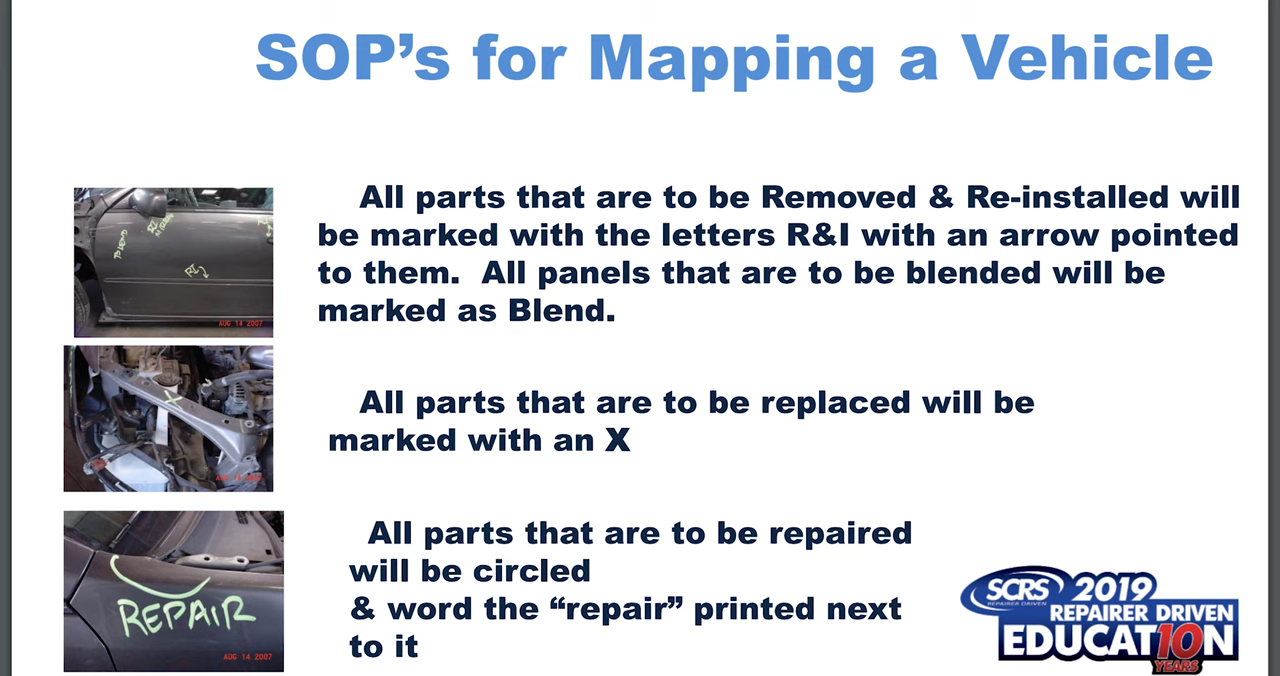 SOP’s for Mapping a Vehicle
All parts that are to be Removed & Re-installed will
be marked with the letters R&I with an arrow pointed
to them.  All panels that are to be blended will be
marked as Blend.
BLEND
AUG 14 2007
All parts that are to be replaced will be
marked with an X
X
All parts that are to be repaired
will be circled
& word the “repair” printed next
to it
REPAIR
AUG 14 2007
SCRS 2019
REPAIRER DRIVEN
REPAIRER DRIVEN
EDUCAT10N
YEARS